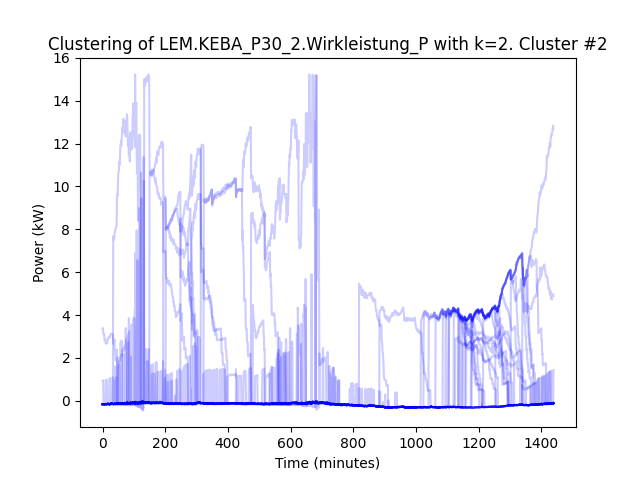 Clustering of LEM.KEBA_P30_2.Wirkleistung_P with k=2. Cluster #2
Power (kW)
16
14
12
10
8
6
4
2
0
0 200 400 600 800 1000 1200 1400
Time (minutes)